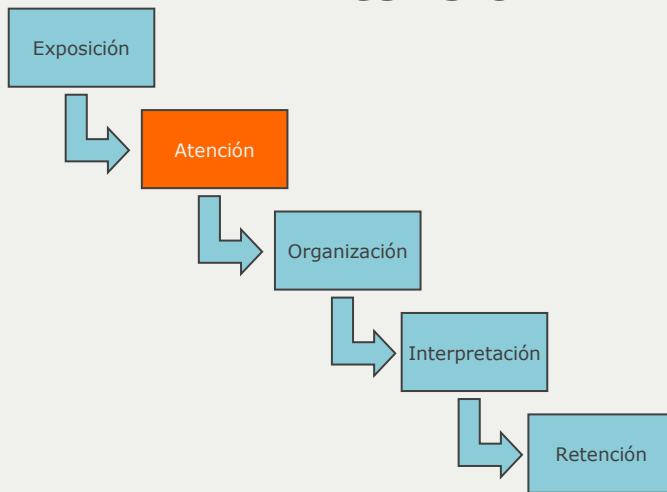 Exposición
Atención
Organización
Interpretación
Retención